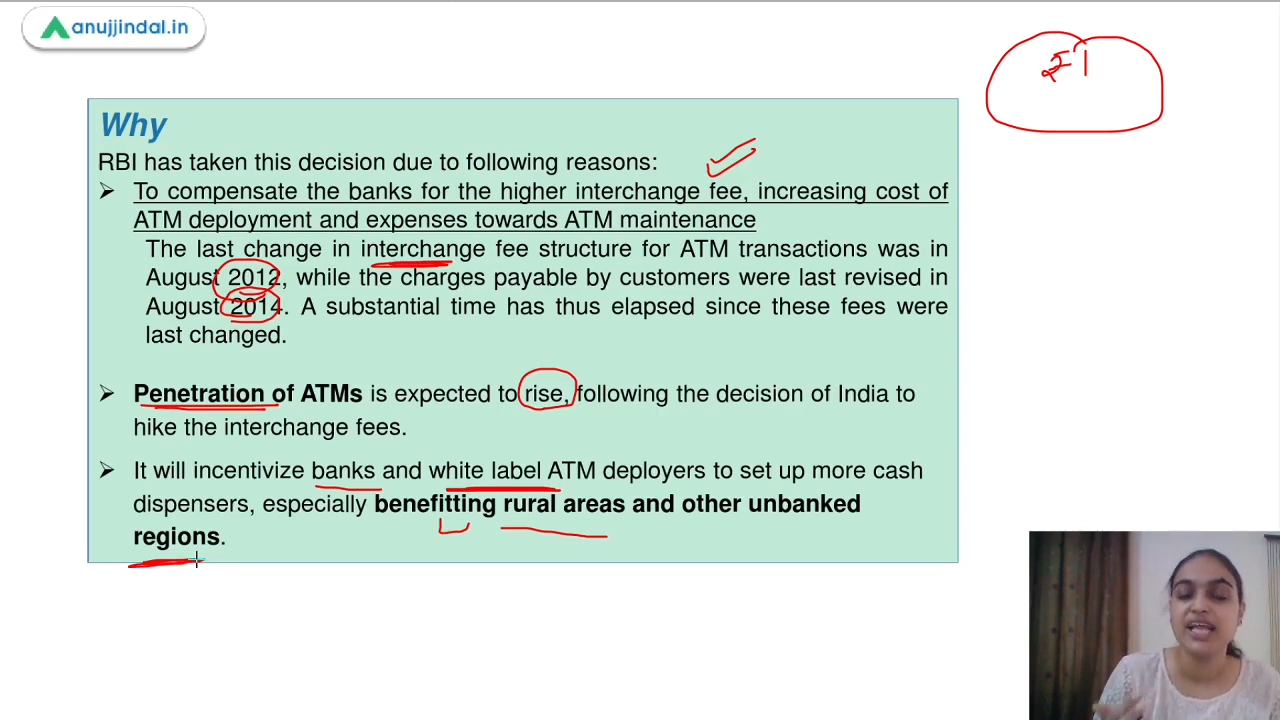 anujjindal.in
Why
RBI has taken this decision due to following reasons:
➢ To compensate the banks for the higher interchange fee, increasing cost of
ATM deployment and expenses towards ATM maintenance
The last change in interchange fee structure for ATM transactions was in
August 2012, while the charges payable by customers were last revised in
August 2014. A substantial time has thus elapsed since these fees were
last changed.
➢ Penetration of ATMs is expected to rise, following the decision of India to
hike the interchange fees.
➢ It will incentivize banks and white label ATM deployers to set up more cash
dispensers, especially benefitting rural areas and other unbanked
regions.